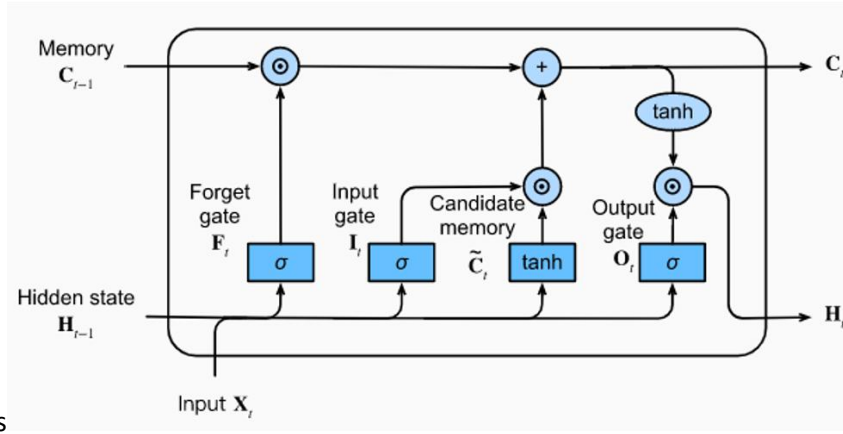 Memory
C_{t-1}
⊙
+
C_t
tanh
⊙
⊙
Forget
gate
F_t
Input
gate
I_t
Candidate
memory
C̃_t
Output
gate
O_t
σ
σ
tanh
σ
Hidden state
H_{t-1}
H_t
Input X_t
s